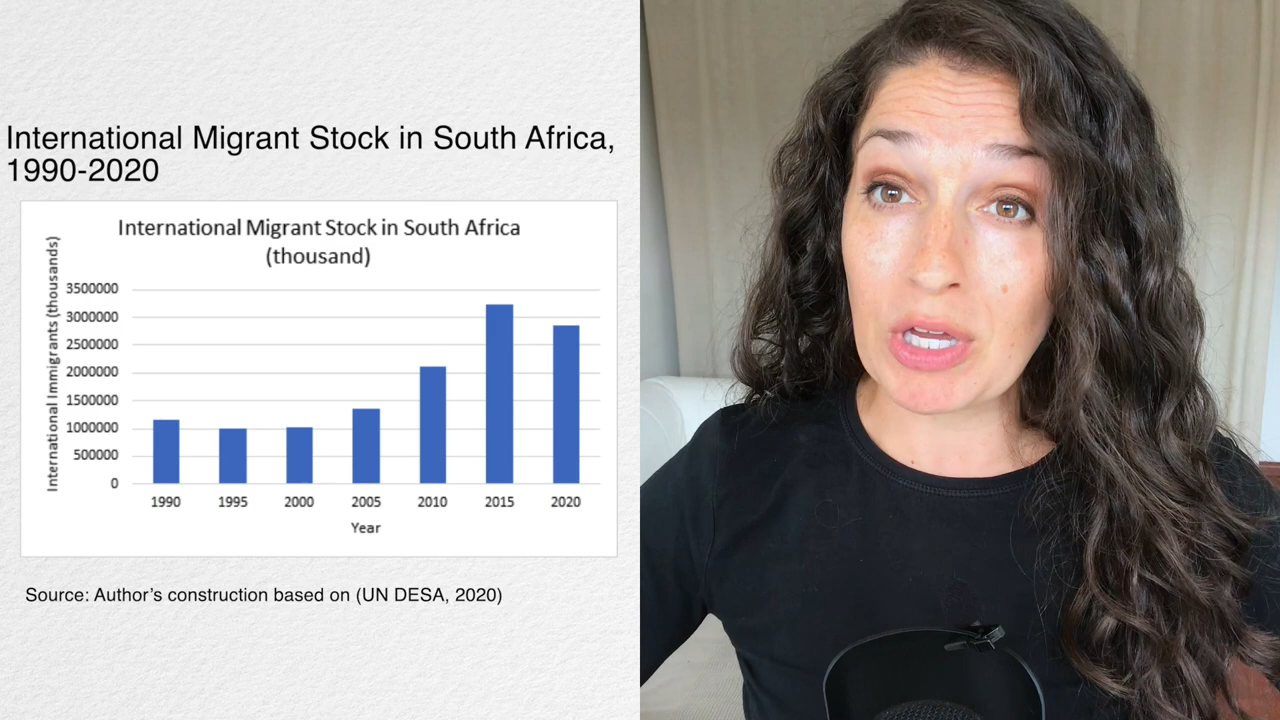 International Migrant Stock in South Africa,
1990-2020
International Migrant Stock in South Africa
(thousand)
International Immigrants (thousands)
3500000
3000000
2500000
2000000
1500000
1000000
500000
0
1990 1995 2000 2005 2010 2015 2020
Year
Source: Author’s construction based on (UN DESA, 2020)